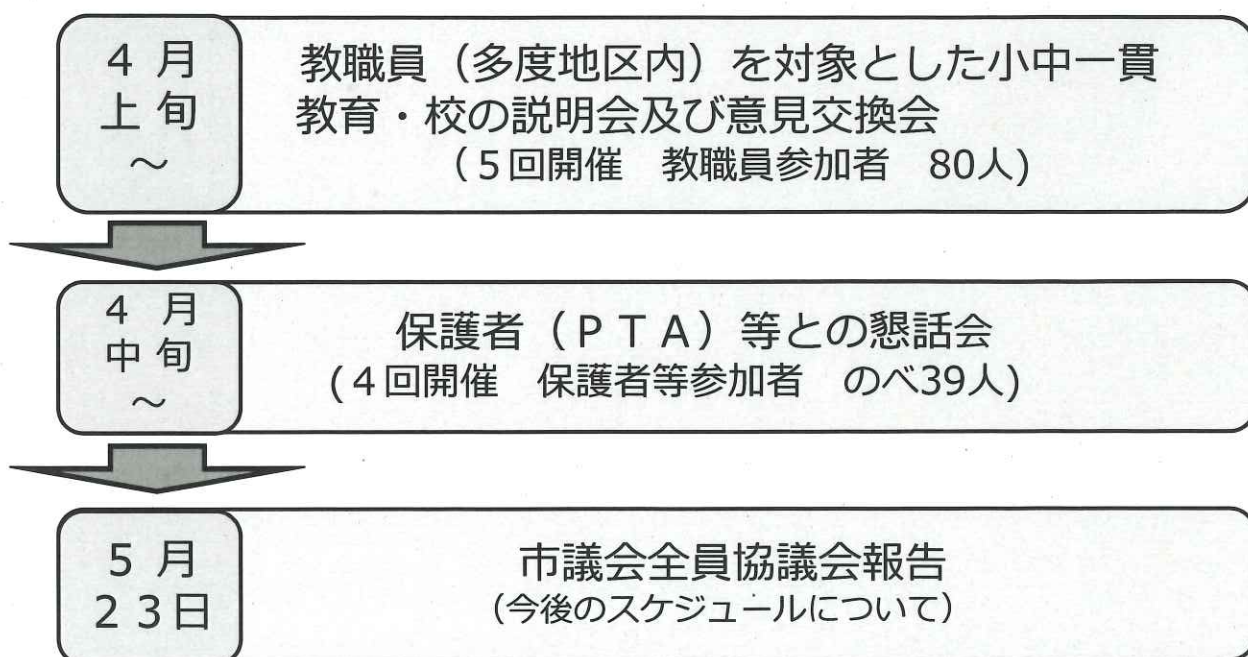 ４月
上旬
～
教職員（多度地区内）を対象とした小中一貫
教育・校の説明会及び意見交換会
（５回開催　教職員参加者　80人)
４月
中旬
～
保護者（ＰＴＡ）等との懇話会
(４回開催　保護者等参加者　のべ39人)
５月
２３日
市議会全員協議会報告
（今後のスケジュールについて）